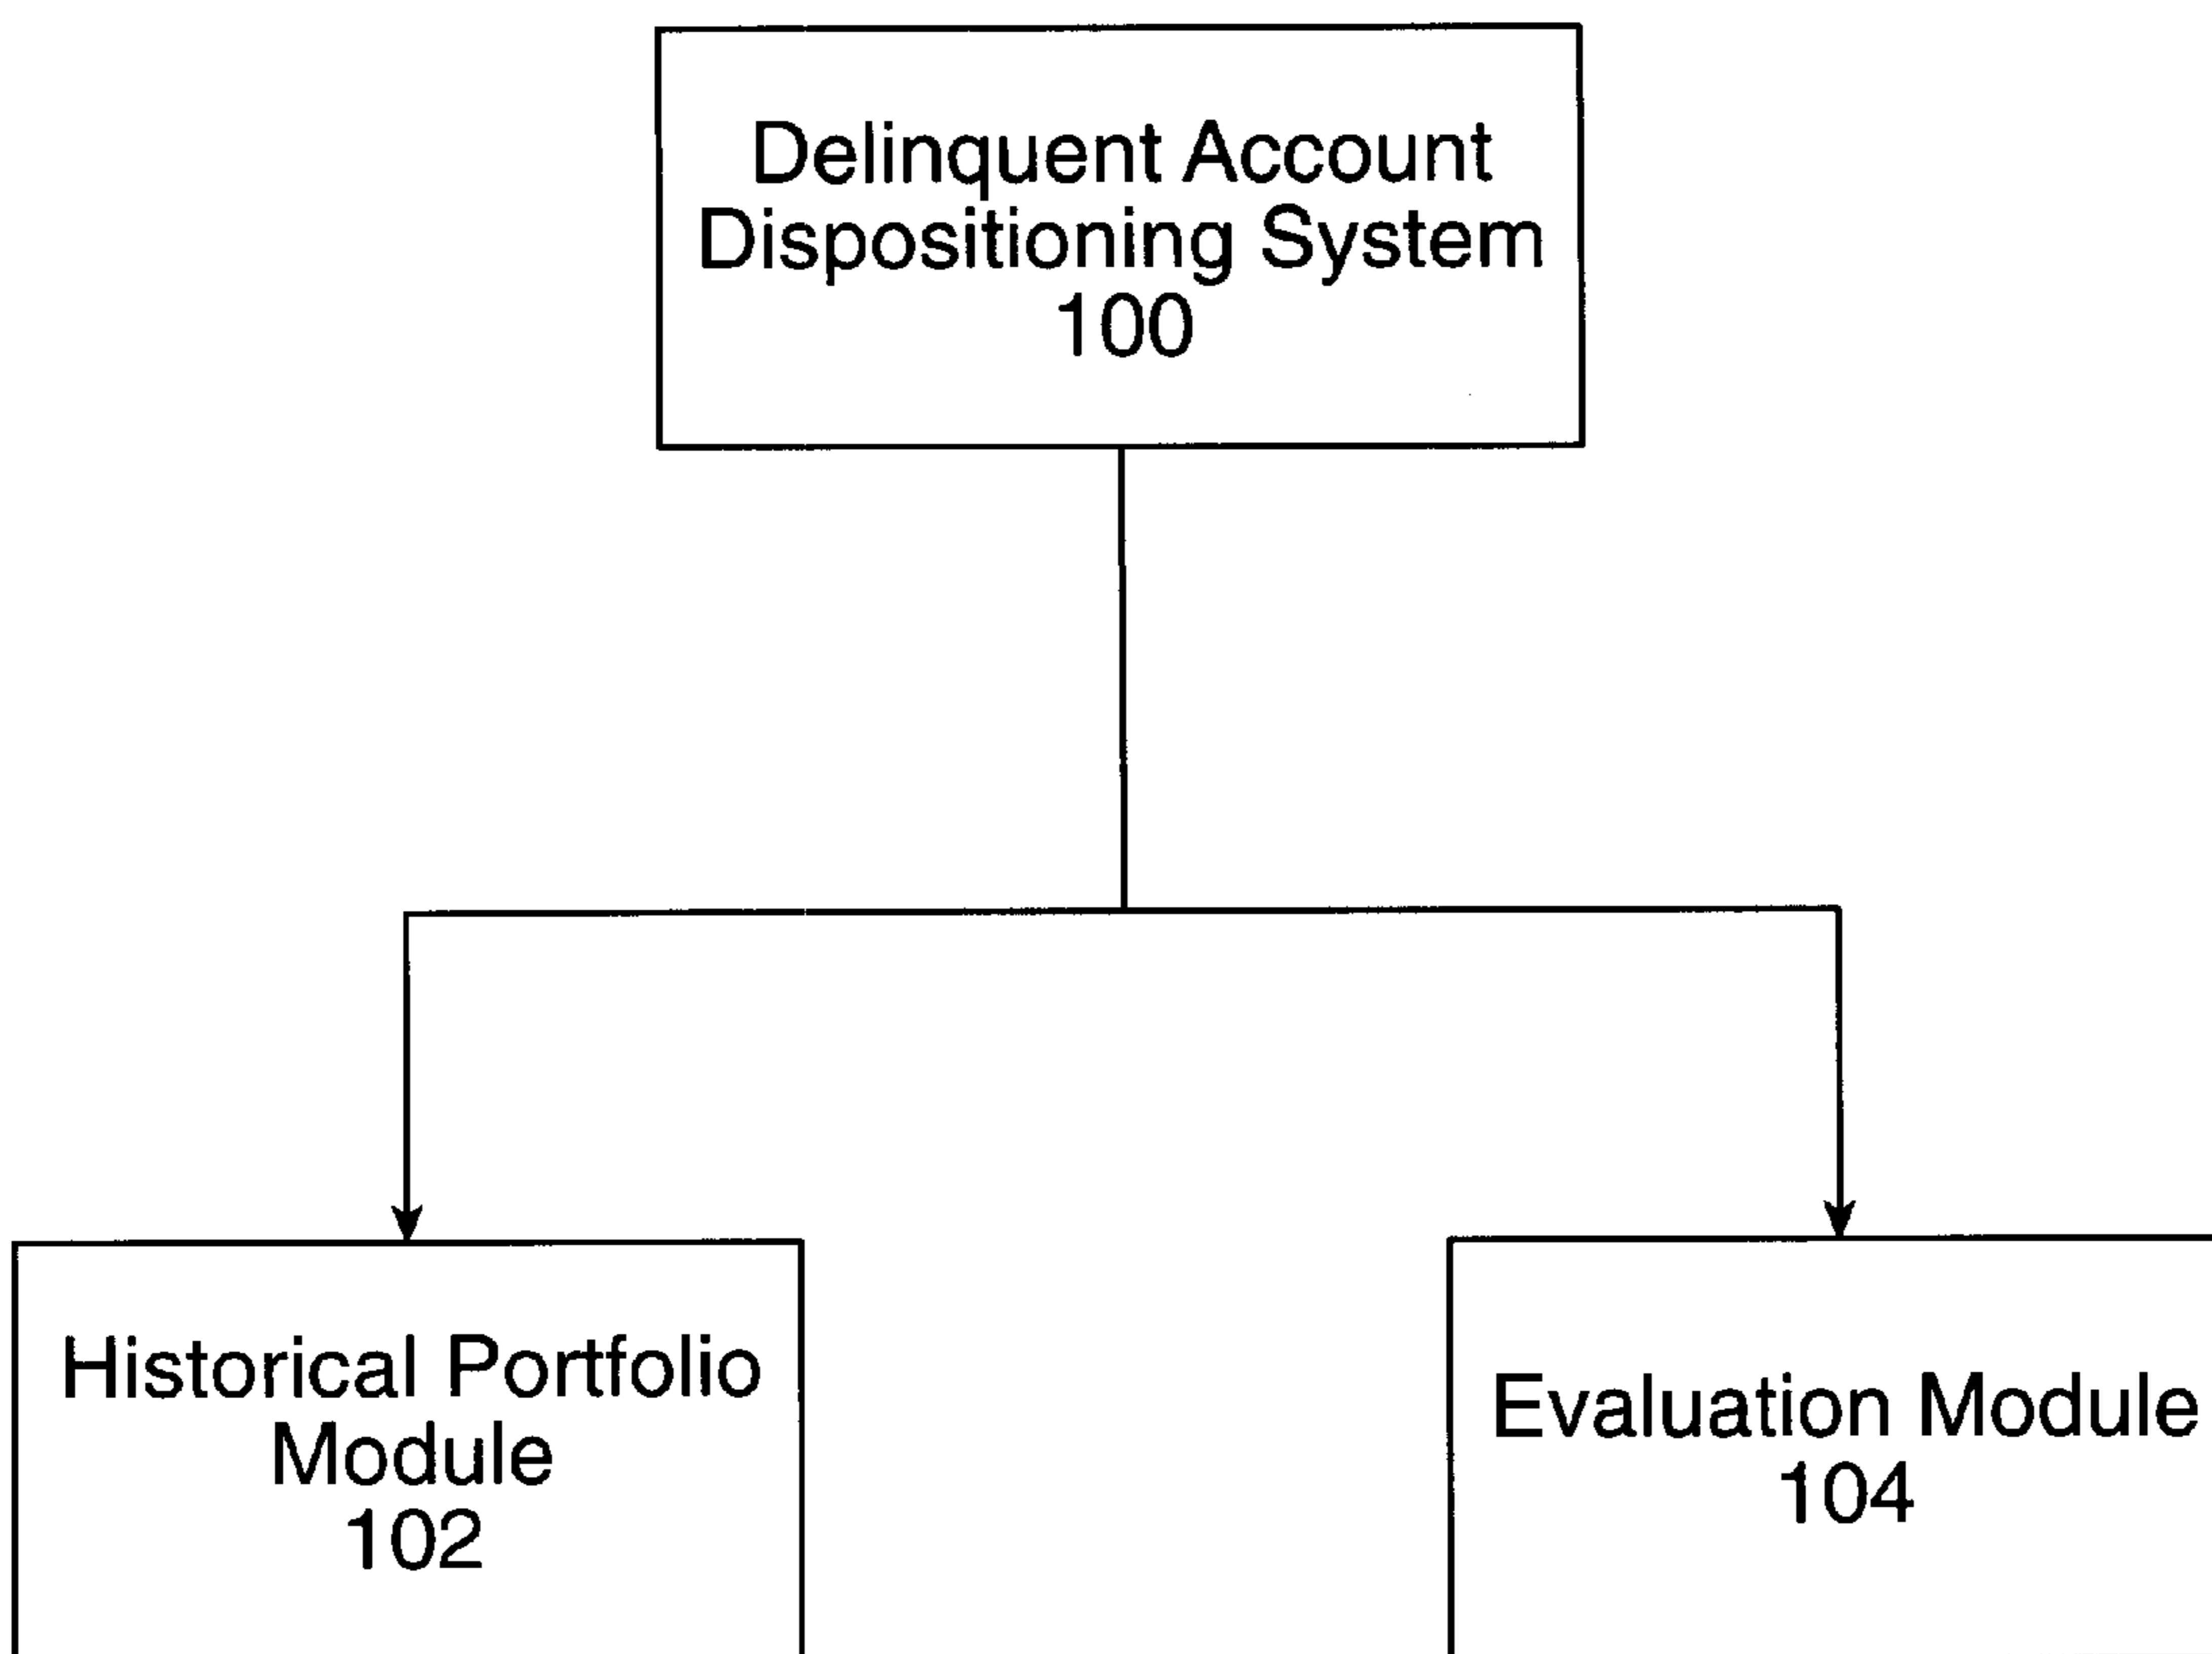 Delinquent Account
Dispositioning System
100
Historical Portfolio
Module
102
Evaluation Module
104